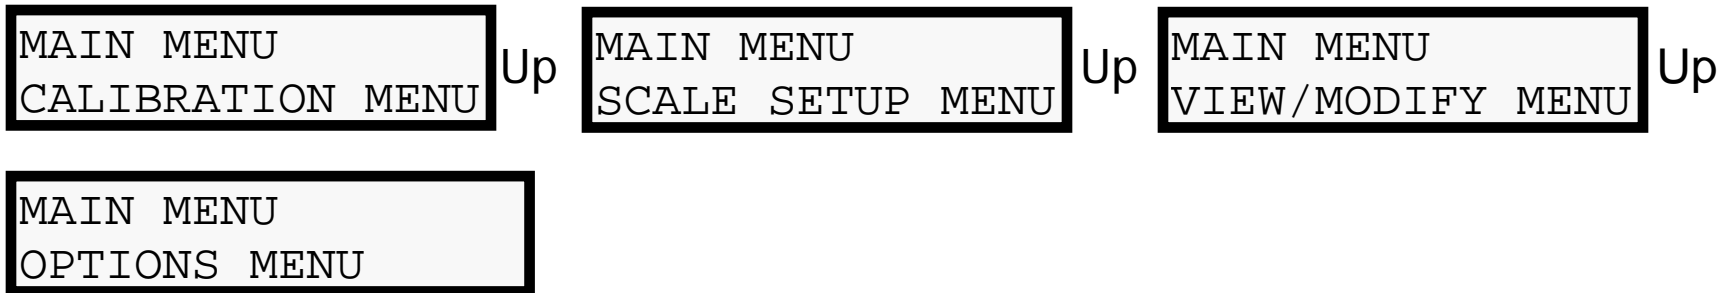 MAIN MENU
CALIBRATION MENU
Up
MAIN MENU
SCALE SETUP MENU
Up
MAIN MENU
VIEW/MODIFY MENU
Up
MAIN MENU
OPTIONS MENU